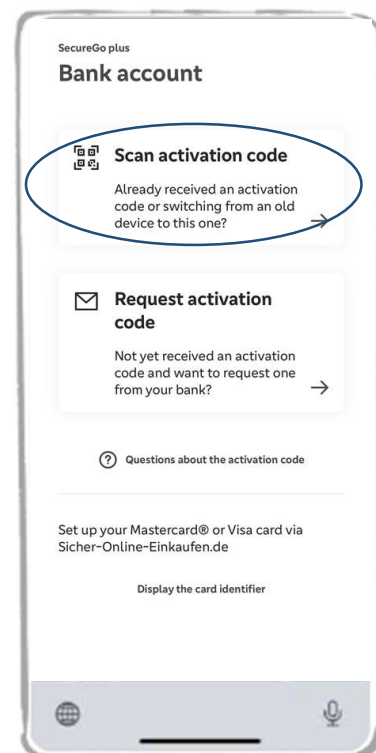 SecureGo plus
Bank account
Scan activation code
Already received an activation
code or switching from an old
device to this one?
Request activation
code
Not yet received an activation
code and want to request one
from your bank?
Questions about the activation code
Set up your Mastercard® or Visa card via
Sicher-Online-Einkaufen.de
Display the card identifier